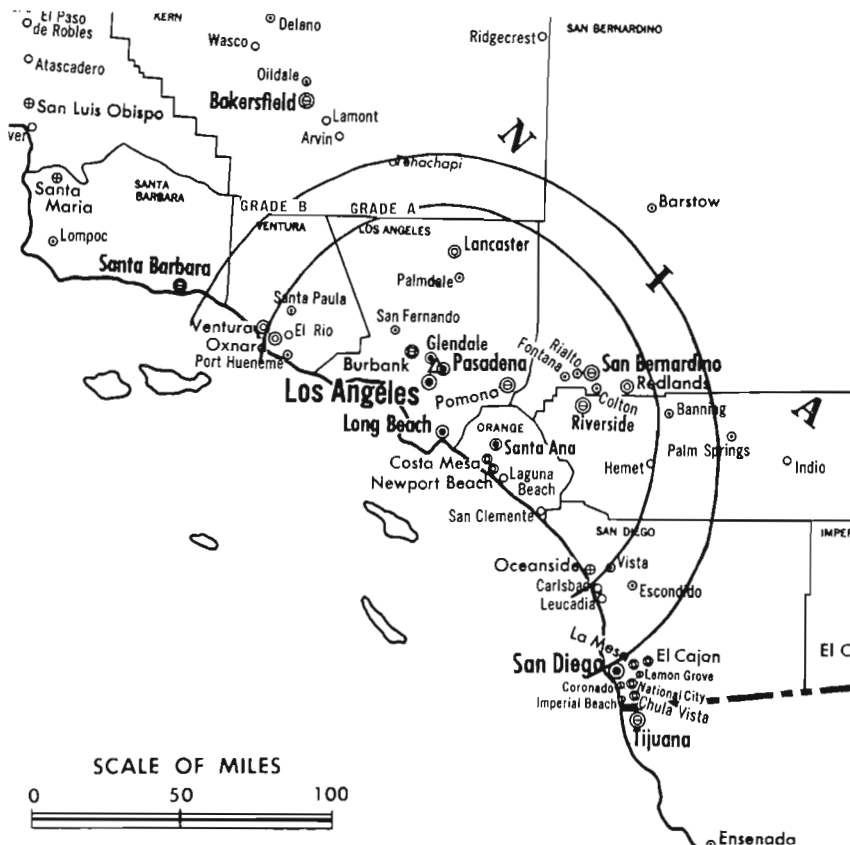 El Paso
de Robles
KERN
Delano
SAN BERNARDINO
Wasco
Ridgecrest
Atascadero
Oildale
Bakersfield
San Luis Obispo
Lamont
ver
Arvin
N
Tehachapi
Santa
Maria
SANTA
BARBARA
GRADE B
GRADE A
Barstow
VENTURA
LOS ANGELES
Lompoc
Lancaster
Santa Barbara
Palmdale
I
Santa Paula
San Fernando
Ventura
El Rio
Oxnard
Port Hueneme
Glendale
Burbank
Pasadena
Rialto
Fontana
San Bernardino
Los Angeles
Pomona
Redlands
Colton
A
Banning
Long Beach
ORANGE
Riverside
Santa Ana
Palm Springs
Costa Mesa
Newport Beach
Laguna
Beach
Hemet
Indio
San Clemente
SAN DIEGO
IMPER
Oceanside
Vista
Carlsbad
Escondido
Leucadia
La Mesa
El Cajan
El C
San Diego
Lemon Grove
Coronado
National City
Imperial Beach
Chula Vista
Tijuana
SCALE OF MILES
0 50 100
Ensenada